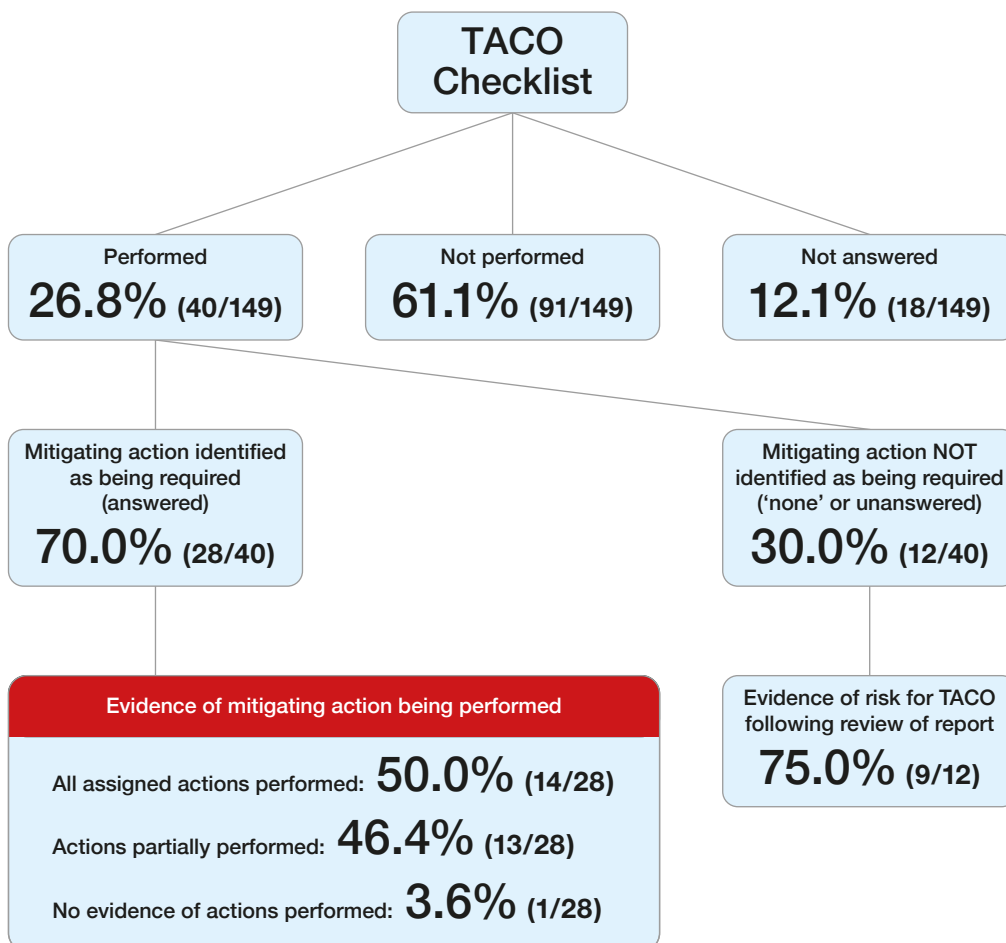 TACO
Checklist
Performed
26.8% (40/149)
Not performed
61.1% (91/149)
Not answered
12.1% (18/149)
Mitigating action identified
as being required
(answered)
70.0% (28/40)
Mitigating action NOT
identified as being required
(‘none’ or unanswered)
30.0% (12/40)
Evidence of mitigating action being performed
All assigned actions performed: 50.0% (14/28)
Actions partially performed: 46.4% (13/28)
No evidence of actions performed: 3.6% (1/28)
Evidence of risk for TACO
following review of report
75.0% (9/12)